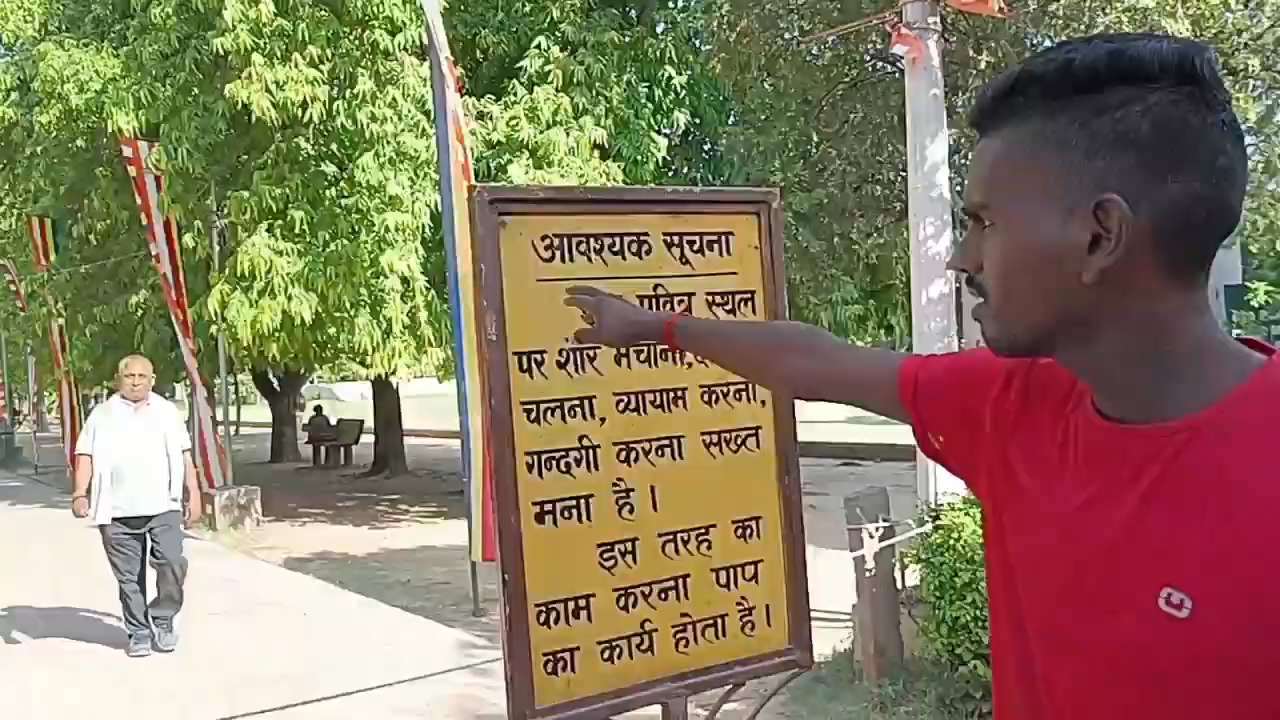 आवश्यक सूचना
पवित्र स्थल
पर शोर मचाना,
चलना, व्यायाम करना,
गन्दगी करना सख्त
मना है।
इस तरह का
काम करना पाप
का कार्य होता है।